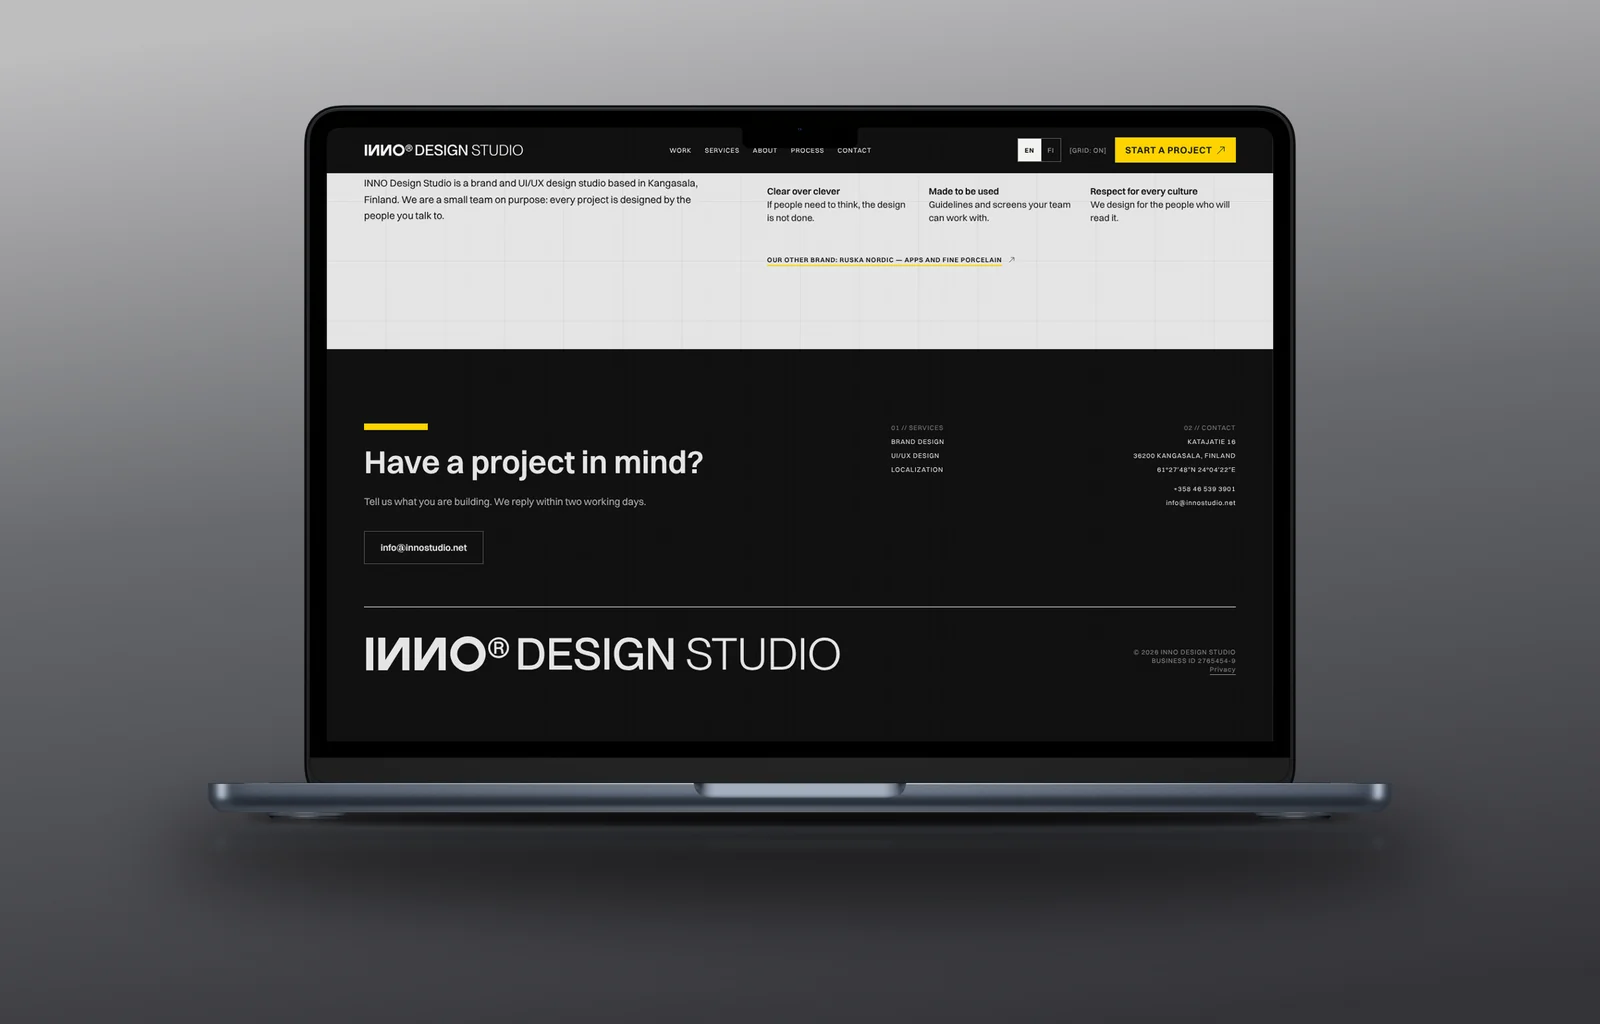 INNO® DESIGN STUDIO
WORK SERVICES ABOUT PROCESS CONTACT
EN FI [GRID: ON] START A PROJECT ↗
INNO Design Studio is a brand and UI/UX design studio based in Kangasala,
Finland. We are a small team on purpose: every project is designed by the
people you talk to.
Clear over clever
If people need to think, the design
is not done.
Made to be used
Guidelines and screens your team
can work with.
Respect for every culture
We design for the people who will
read it.
OUR OTHER BRAND: RUSKA NORDIC — APPS AND FINE PORCELAIN ↗
Have a project in mind?
Tell us what you are building. We reply within two working days.
info@innostudio.net
01 // SERVICES
BRAND DESIGN
UI/UX DESIGN
LOCALIZATION
02 // CONTACT
KATAJATIE 16
36200 KANGASALA, FINLAND
61°27'48"N 24°04'22"E
+358 46 539 3901
info@innostudio.net
INNO® DESIGN STUDIO
© 2026 INNO DESIGN STUDIO
BUSINESS ID 2765454-9
Privacy